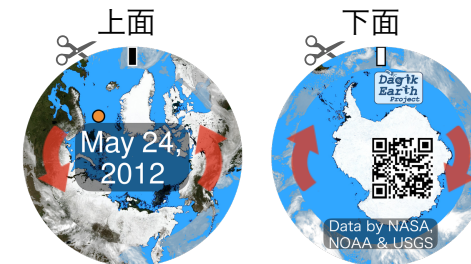 上面
下面
May 24,
2012
Dagik
Earth
Project
Data by NASA,
NOAA & USGS